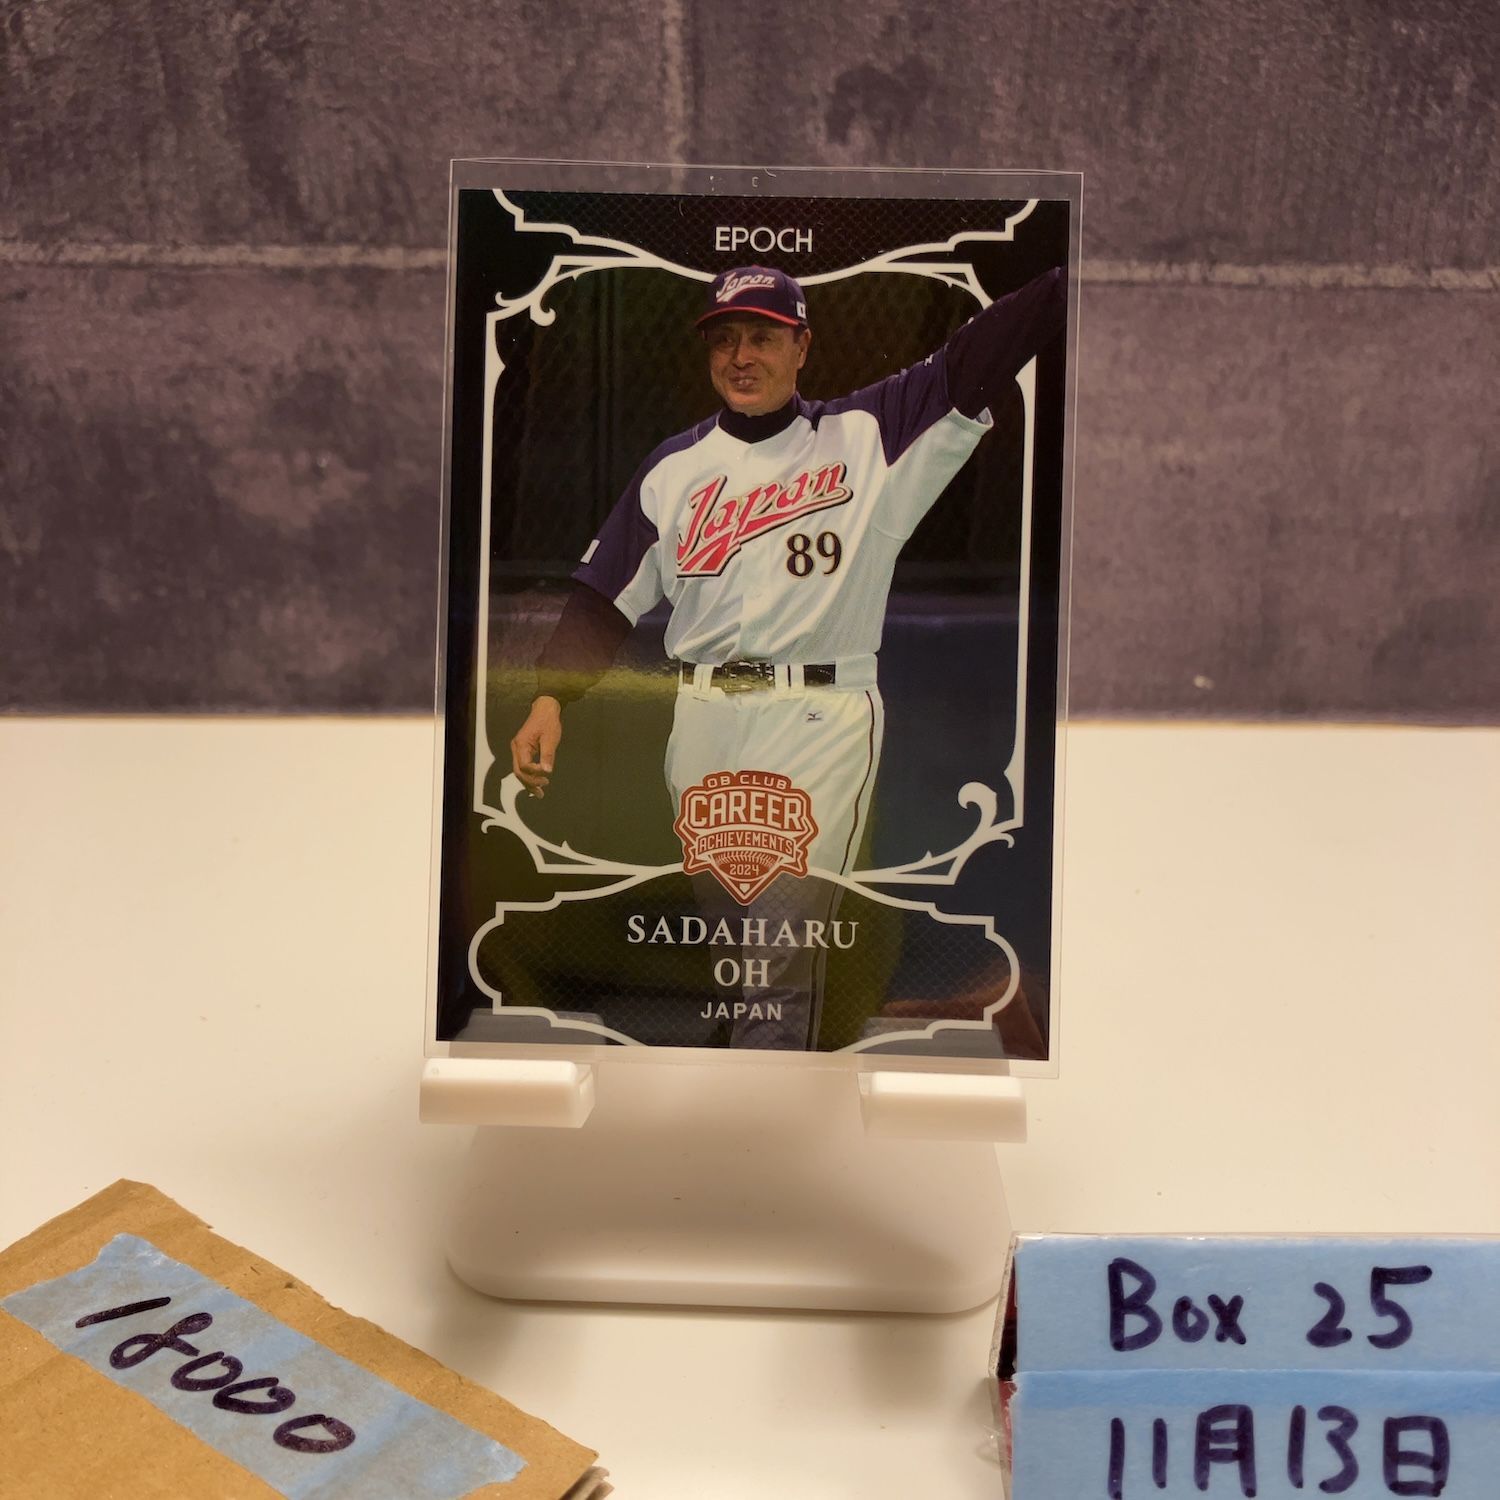 EPOCH
Japan
Japan
89
OB CLUB
CAREER
ACHIEVEMENTS
2024
SADAHARU
OH
JAPAN
18000
Box 25
11月13日